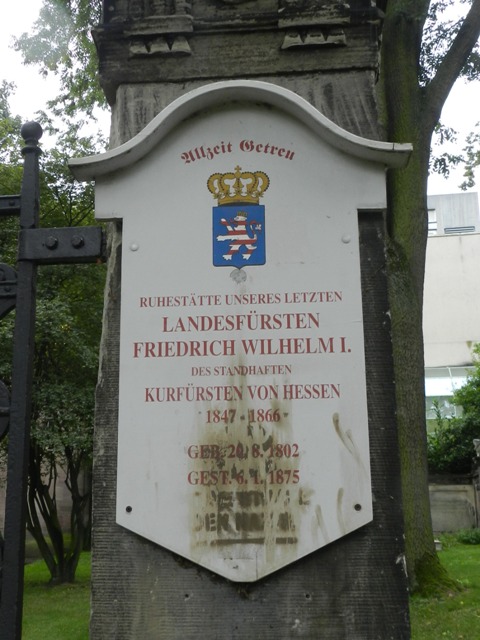 Allzeit Getreu
RUHESTÄTTE UNSERES LETZTEN
LANDESFÜRSTEN
FRIEDRICH WILHELM I.
DES STANDHAFTEN
KURFÜRSTEN VON HESSEN
1847 - 1866
GEB. 20. 8. 1802
GEST. 6. 1. 1875